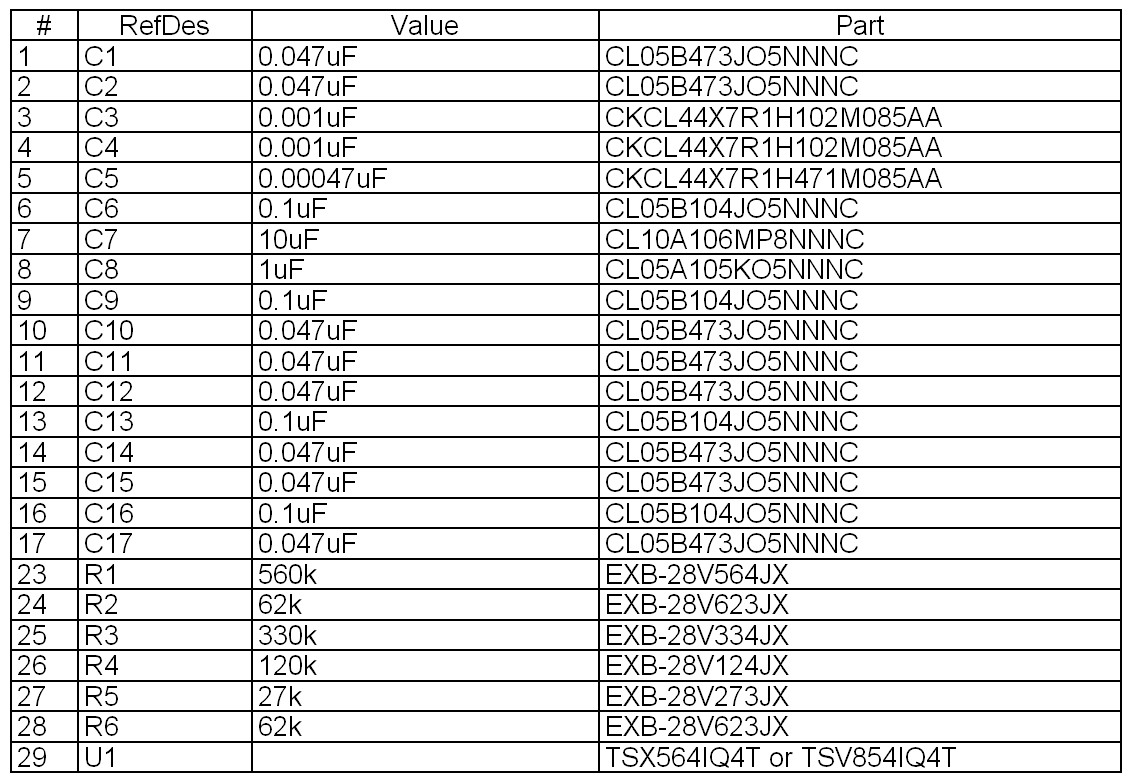 # RefDes Value Part
1 C1 0.047uF CL05B473JO5NNNC
2 C2 0.047uF CL05B473JO5NNNC
3 C3 0.001uF CKCL44X7R1H102M085AA
4 C4 0.001uF CKCL44X7R1H102M085AA
5 C5 0.00047uF CKCL44X7R1H471M085AA
6 C6 0.1uF CL05B104JO5NNNC
7 C7 10uF CL10A106MP8NNNC
8 C8 1uF CL05A105KO5NNNC
9 C9 0.1uF CL05B104JO5NNNC
10 C10 0.047uF CL05B473JO5NNNC
11 C11 0.047uF CL05B473JO5NNNC
12 C12 0.047uF CL05B473JO5NNNC
13 C13 0.1uF CL05B104JO5NNNC
14 C14 0.047uF CL05B473JO5NNNC
15 C15 0.047uF CL05B473JO5NNNC
16 C16 0.1uF CL05B104JO5NNNC
17 C17 0.047uF CL05B473JO5NNNC
23 R1 560k EXB-28V564JX
24 R2 62k EXB-28V623JX
25 R3 330k EXB-28V334JX
26 R4 120k EXB-28V124JX
27 R5 27k EXB-28V273JX
28 R6 62k EXB-28V623JX
29 U1 TSX564IQ4T or TSV854IQ4T